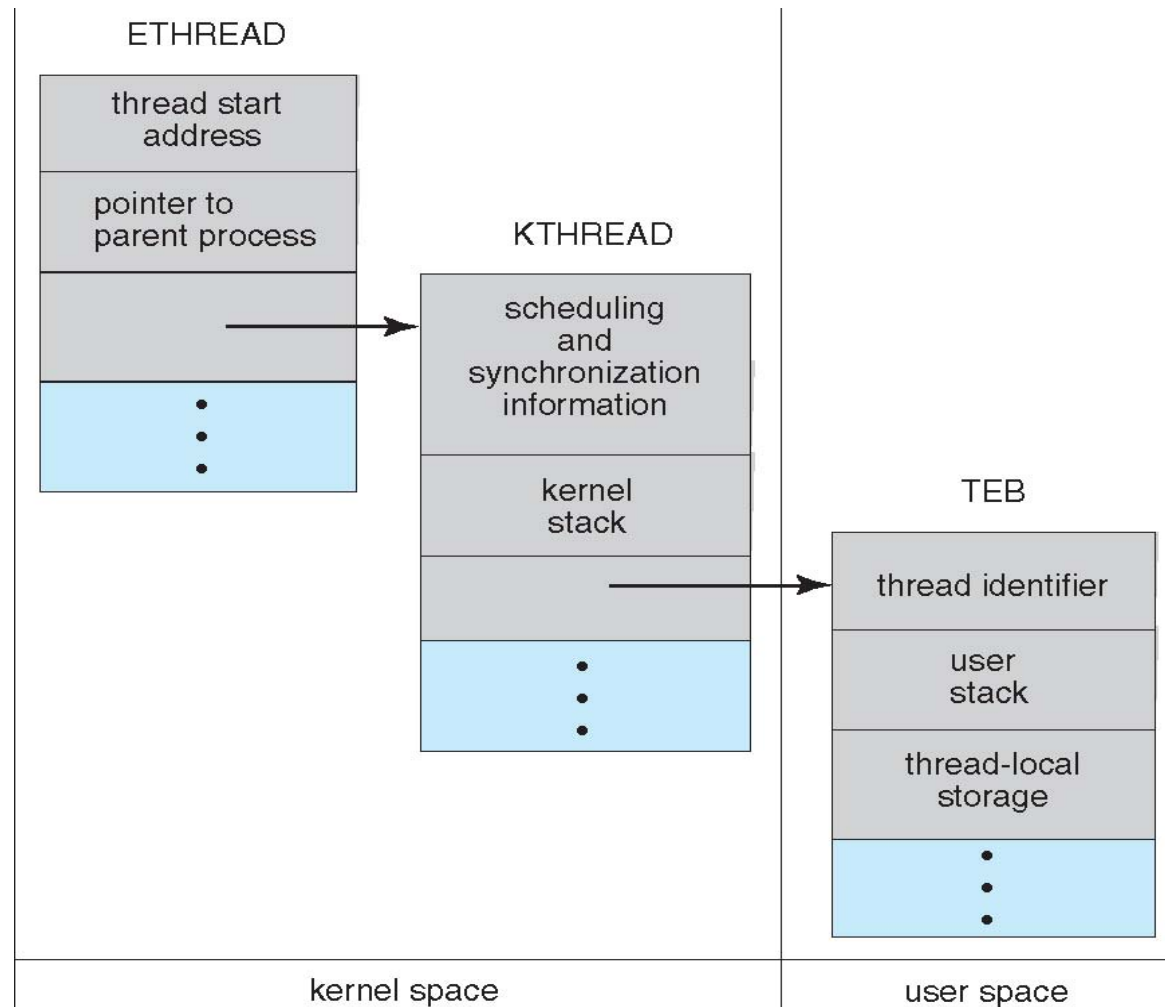 ETHREAD
thread start
address
pointer to
parent process
KTHREAD
scheduling
and
synchronization
information
kernel
stack
TEB
thread identifier
user
stack
thread-local
storage
kernel space
user space